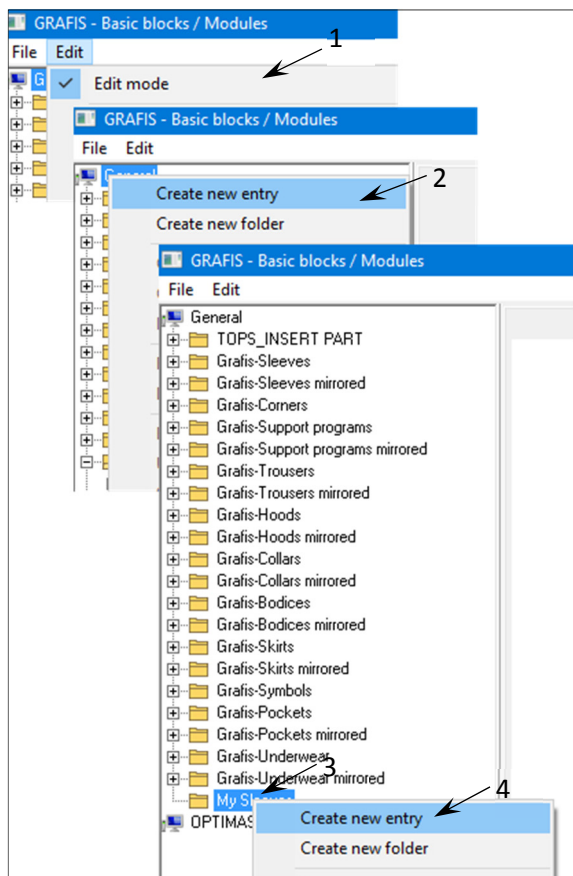 GRAFIS - Basic blocks / Modules
File Edit
1
Edit mode
GRAFIS - Basic blocks / Modules
File Edit
General
2
Create new entry
Create new folder
GRAFIS - Basic blocks / Modules
File Edit
General
TOPS_INSERT PART
Grafis-Sleeves
Grafis-Sleeves mirrored
Grafis-Corners
Grafis-Support programs
Grafis-Support programs mirrored
Grafis-Trousers
Grafis-Trousers mirrored
Grafis-Hoods
Grafis-Hoods mirrored
Grafis-Collars
Grafis-Collars mirrored
Grafis-Bodices
Grafis-Bodices mirrored
Grafis-Skirts
Grafis-Skirts mirrored
Grafis-Symbols
Grafis-Pockets
Grafis-Pockets mirrored
Grafis-Underwear
3
Grafis-Underwear mirrored
My Sleeves
4
OPTIMAS
Create new entry
Create new folder